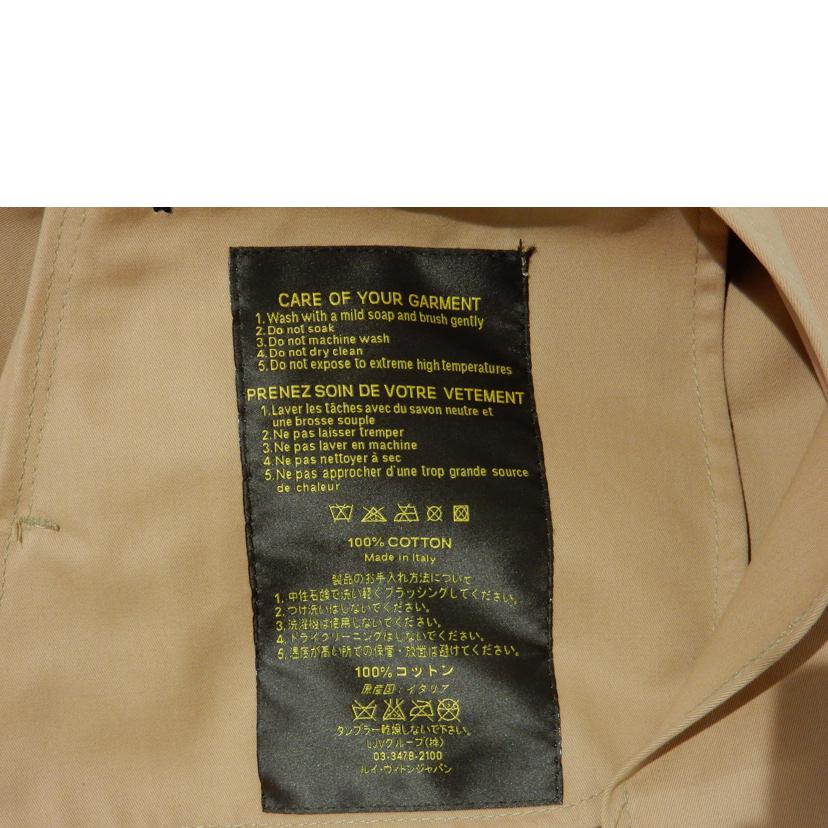 CARE OF YOUR GARMENT
1. Wash with a mild soap and brush gently
2. Do not soak
3. Do not machine wash
4. Do not dry clean
5. Do not expose to extreme high temperatures
PRENEZ SOIN DE VOTRE VETEMENT
1. Laver les tâches avec du savon neutre et
une brosse souple
2. Ne pas laisser tremper
3. Ne pas laver en machine
4. Ne pas nettoyer à sec
5. Ne pas approcher d'une trop grande source
de chaleur
100% COTTON
Made in Italy
製品のお手入れ方法について
1. 中性石鹸で洗い軽くブラッシングしてください。
2. つけ洗いはしないでください。
3. 洗濯機は使用しないでください。
4. ドライクリーニングはしないでください。
5. 温度が高い所での保管・放置は避けてください。
100% コットン
原産国：イタリア
タンブラー乾燥しないで下さい。
LJVグループ(株)
03-3478-2100
ルイ・ヴィトンジャパン